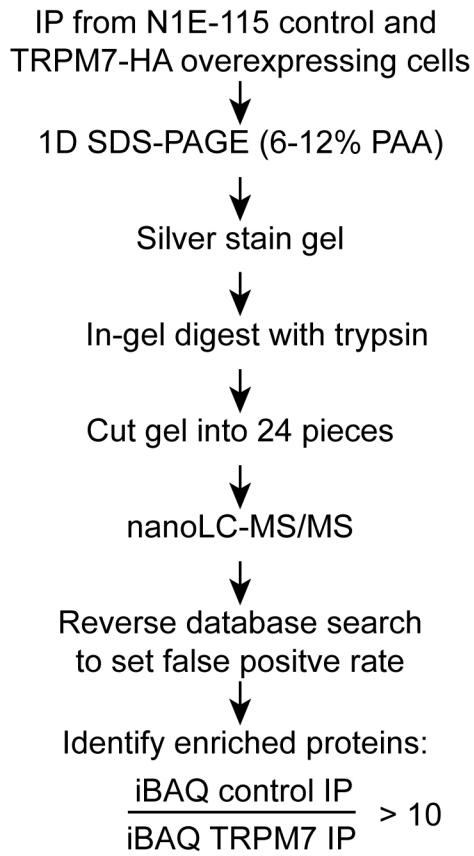 IP from N1E-115 control and
TRPM7-HA overexpressing cells
1D SDS-PAGE (6-12% PAA)
Silver stain gel
In-gel digest with trypsin
Cut gel into 24 pieces
nanoLC-MS/MS
Reverse database search
to set false positve rate
Identify enriched proteins:
iBAQ control IP
iBAQ TRPM7 IP
> 10